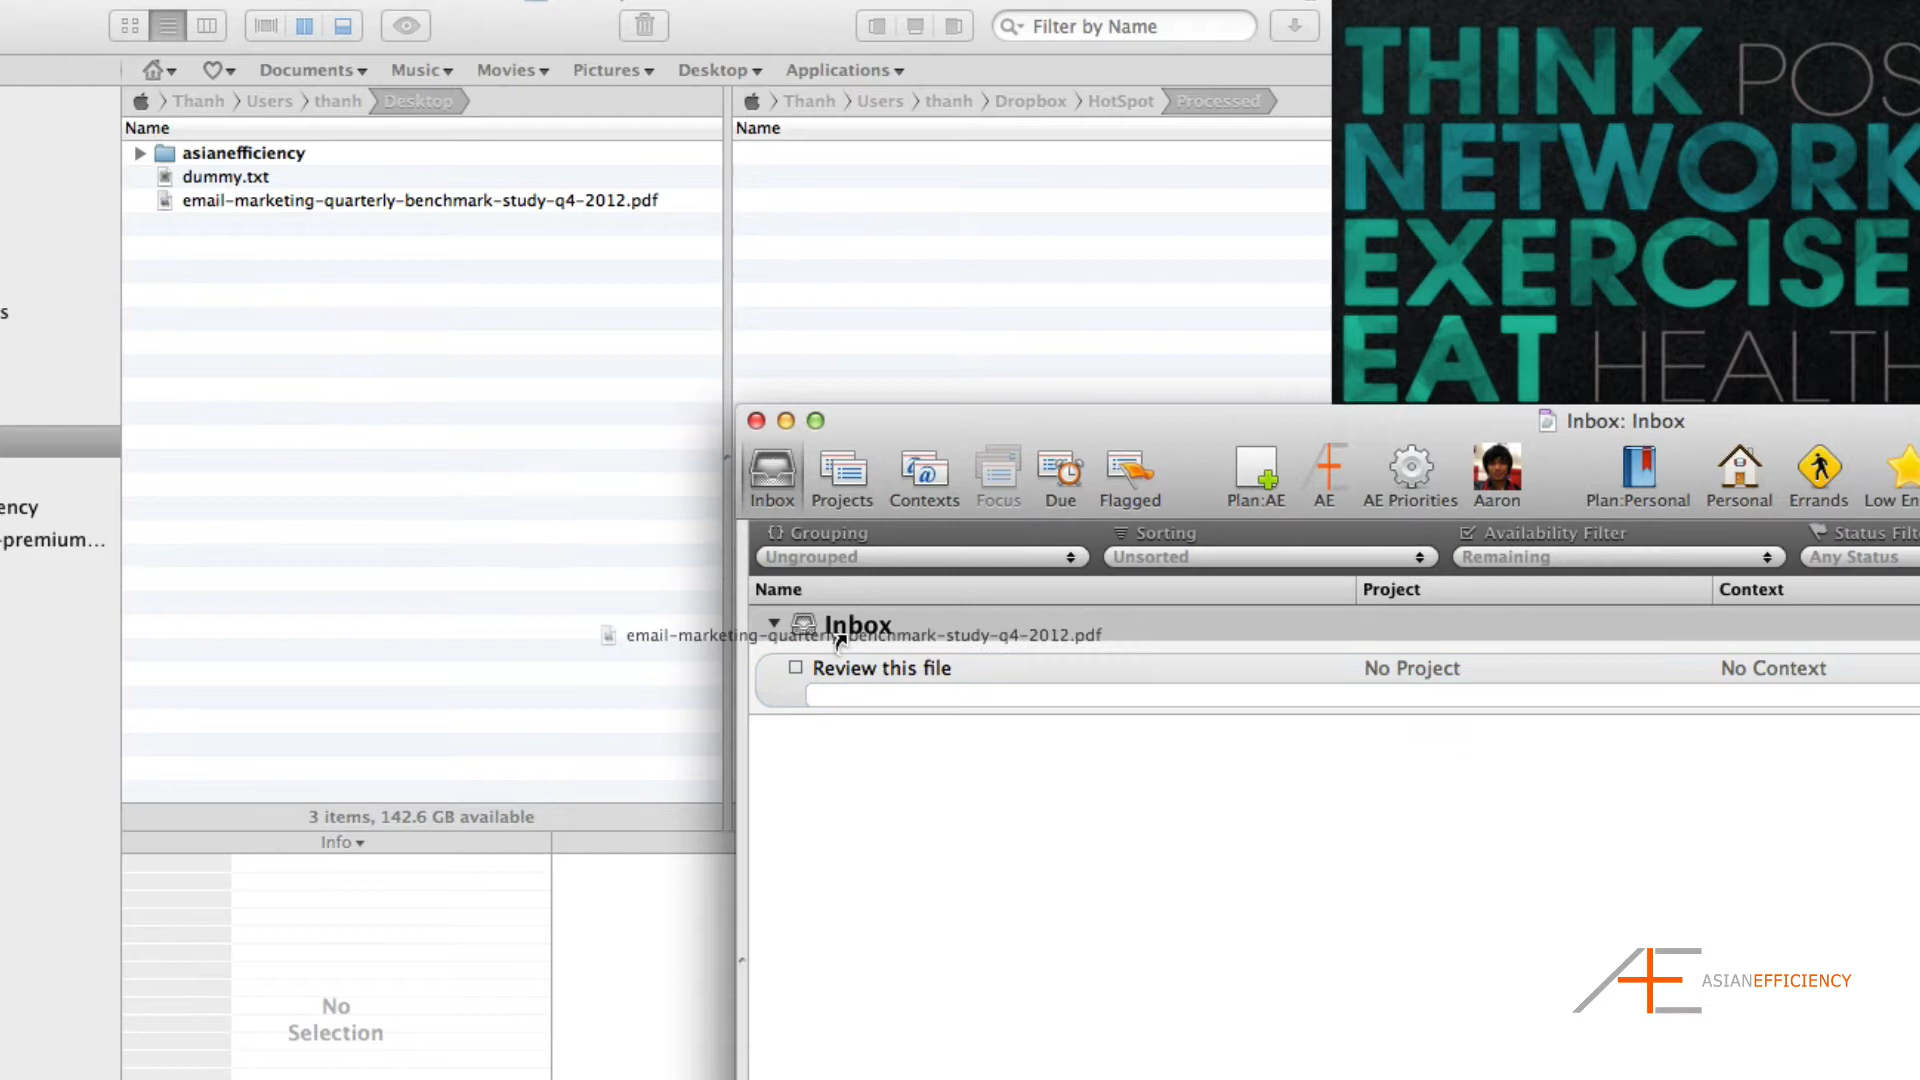 Filter by Name
Documents
Music
Movies
Pictures
Desktop
Applications
Thanh
Users
thanh
Desktop
Thanh
Users
thanh
Dropbox
HotSpot
Processed
Name
Name
asianefficiency
dummy.txt
email-marketing-quarterly-benchmark-study-q4-2012.pdf
s
ency
-premium...
3 items, 142.6 GB available
Info
No
Selection
THINK POS
NETWORK
EXERCISE
EAT HEALTH
Inbox: Inbox
Inbox
Projects
Contexts
Focus
Due
Flagged
Plan:AE
AE
AE Priorities
Aaron
Plan:Personal
Personal
Errands
Low En
Grouping
Sorting
Availability Filter
Status Filt
Ungrouped
Unsorted
Remaining
Any Status
Name
Project
Context
Inbox
email-marketing-quarterly-benchmark-study-q4-2012.pdf
Review this file
No Project
No Context
AE ASIANEFFICIENCY